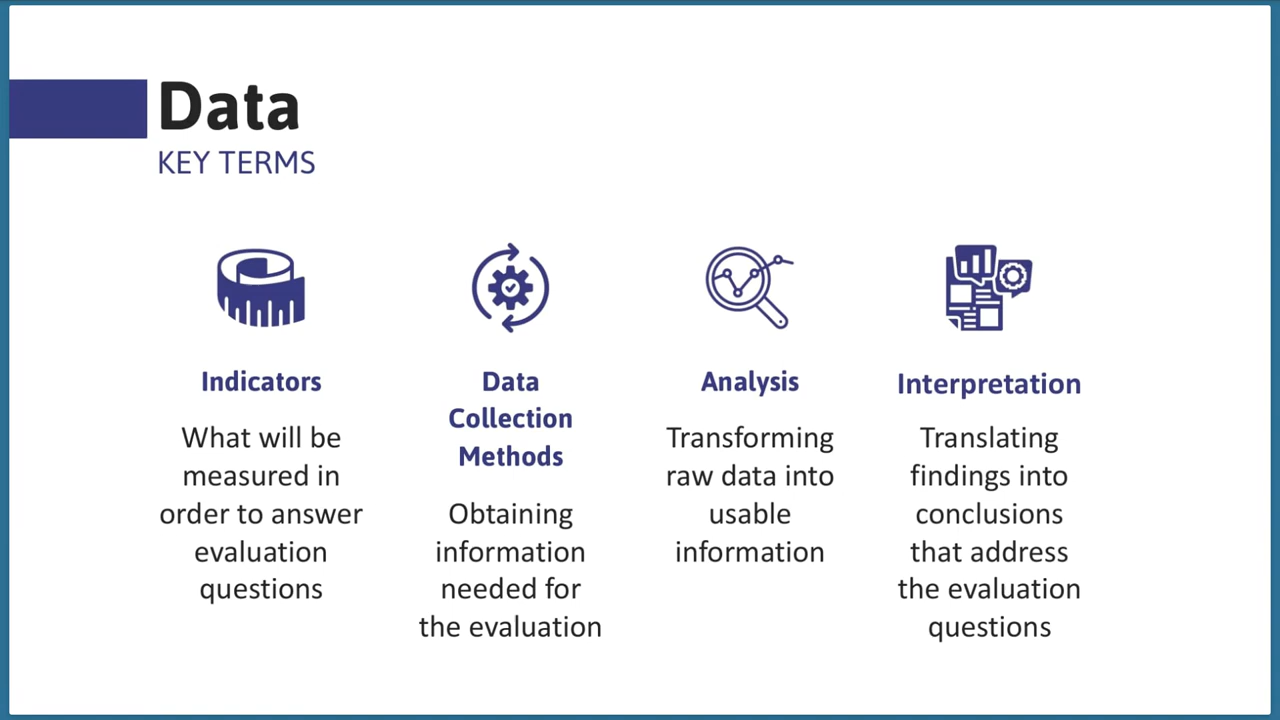 Data
KEY TERMS
Indicators
What will be
measured in
order to answer
evaluation
questions
Data
Collection
Methods
Obtaining
information
needed for
the evaluation
Analysis
Transforming
raw data into
usable
information
Interpretation
Translating
findings into
conclusions
that address
the evaluation
questions